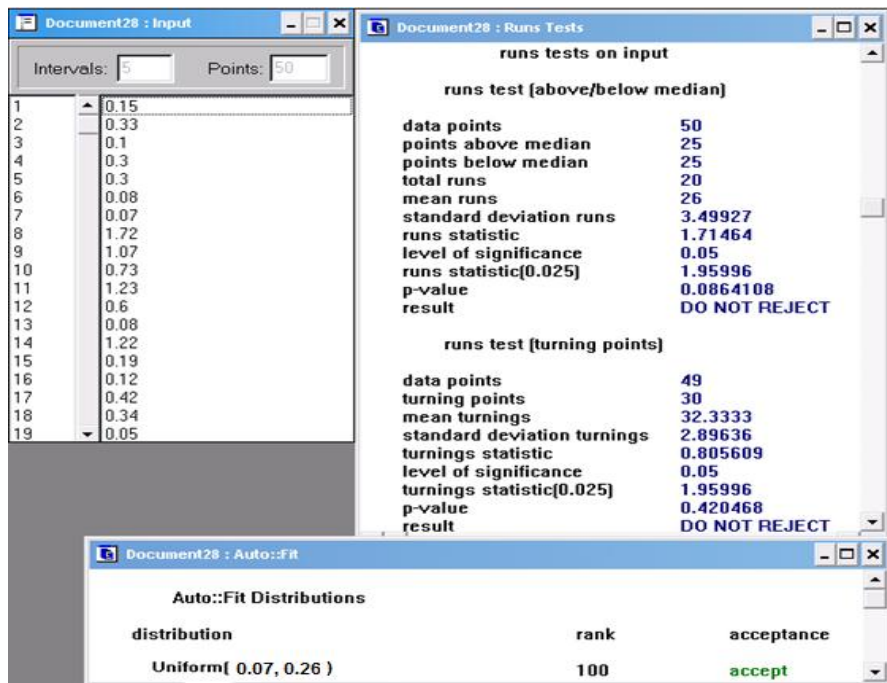 Document28 : Input
Intervals: 5 Points: 50
1 0.15
2 0.33
3 0.1
4 0.3
5 0.3
6 0.08
7 0.07
8 1.72
9 1.07
10 0.73
11 1.23
12 0.6
13 0.08
14 1.22
15 0.19
16 0.12
17 0.42
18 0.34
19 0.05
Document28 : Runs Tests
runs tests on input
runs test (above/below median)
data points 50
points above median 25
points below median 25
total runs 20
mean runs 26
standard deviation runs 3.49927
runs statistic 1.71464
level of significance 0.05
runs statistic(0.025) 1.95996
p-value 0.0864108
result DO NOT REJECT
runs test (turning points)
data points 49
turning points 30
mean turnings 32.3333
standard deviation turnings 2.89636
turnings statistic 0.805609
level of significance 0.05
turnings statistic(0.025) 1.95996
p-value 0.420468
result DO NOT REJECT
Document28 : Auto::Fit
Auto::Fit Distributions
distribution rank acceptance
Uniform( 0.07, 0.26 ) 100 accept